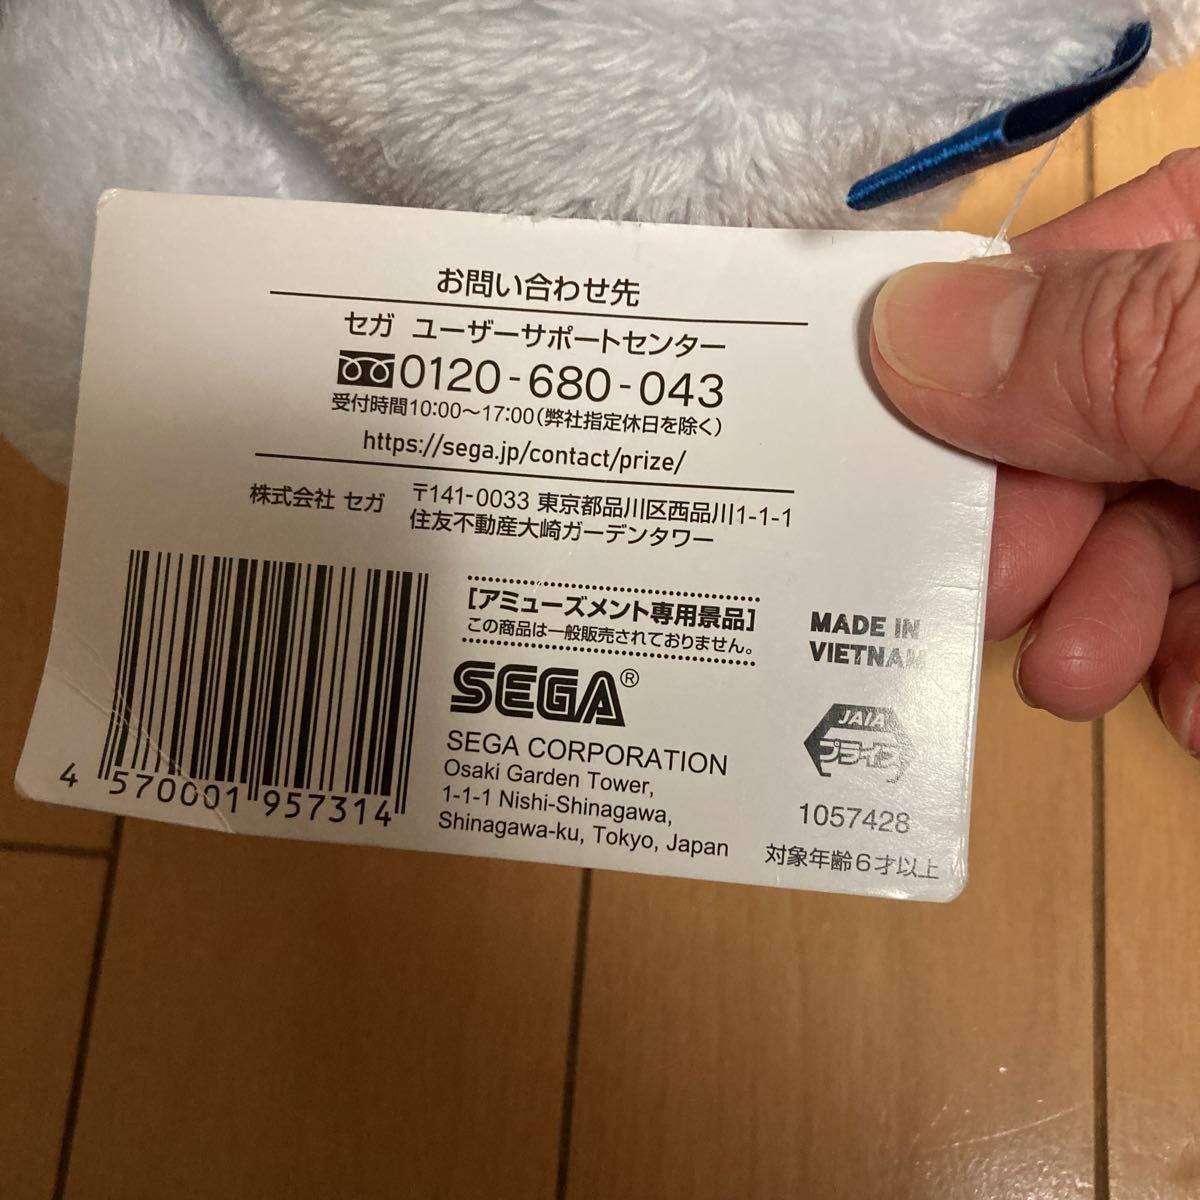 お問い合わせ先
セガ ユーザーサポートセンター
0120-680-043
受付時間10:00～17:00(弊社指定休日を除く)
https://sega.jp/contact/prize/
株式会社 セガ 〒141-0033 東京都品川区西品川1-1-1
住友不動産大崎ガーデンタワー
[アミューズメント専用景品]
この商品は一般販売されておりません。
SEGA®
SEGA CORPORATION
Osaki Garden Tower,
1-1-1 Nishi-Shinagawa,
Shinagawa-ku, Tokyo, Japan
4 570001 957314
MADE IN
VIETNAM
JAIA
プライズ
1057428
対象年齢6才以上